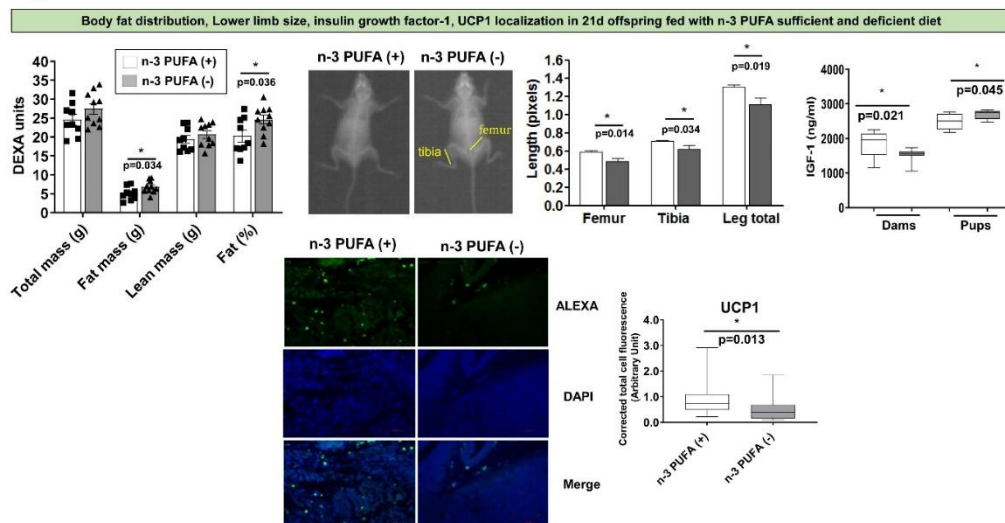 Body fat distribution, Lower limb size, insulin growth factor-1, UCP1 localization in 21d offspring fed with n-3 PUFA sufficient and deficient diet
n-3 PUFA (+)
n-3 PUFA (-)
DEXA units
40
35
30
25
20
15
10
5
0
*
p=0.034
*
p=0.036
Total mass (g)
Fat mass (g)
Lean mass (g)
Fat (%)
n-3 PUFA (+)
n-3 PUFA (-)
tibia
femur
Length (pixels)
1.6
1.4
1.2
1.0
0.8
0.6
0.4
0.2
0.0
*
p=0.014
*
p=0.034
*
p=0.019
Femur
Tibia
Leg total
IGF-1 (ng/ml)
4000
3000
2000
1000
0
*
p=0.021
*
p=0.045
Dams
Pups
n-3 PUFA (+)
n-3 PUFA (-)
ALEXA
DAPI
Merge
UCP1
Corrected total cell fluorescence
(Arbitrary Unit)
4.0
3.0
2.0
1.0
0.0
*
p=0.013
n-3 PUFA (+)
n-3 PUFA (-)